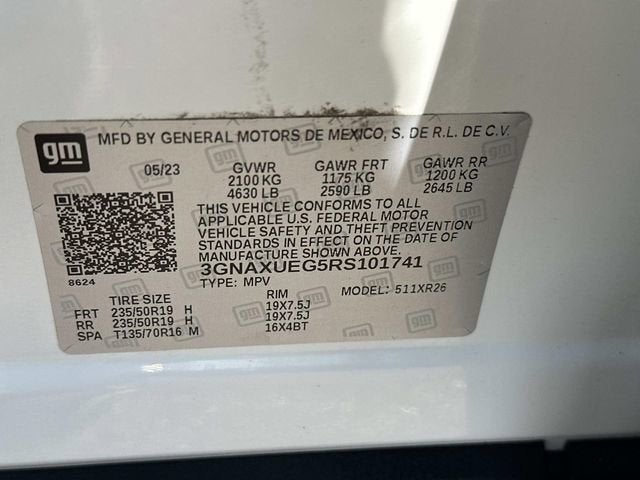 gm MFD BY GENERAL MOTORS DE MEXICO, S. DE R.L. DE C.V.
05/23 GVWR GAWR FRT GAWR RR
2100 KG 1175 KG 1200 KG
4630 LB 2590 LB 2645 LB
THIS VEHICLE CONFORMS TO ALL
APPLICABLE U.S. FEDERAL MOTOR
VEHICLE SAFETY AND THEFT PREVENTION
STANDARDS IN EFFECT ON THE DATE OF
MANUFACTURE SHOWN ABOVE.
8624 3GNAXUEG5RS101741
TYPE: MPV MODEL: 511XR26
TIRE SIZE RIM
FRT 235/50R19 H 19X7.5J
RR 235/50R19 H 19X7.5J
SPA T135/70R16 M 16X4BT